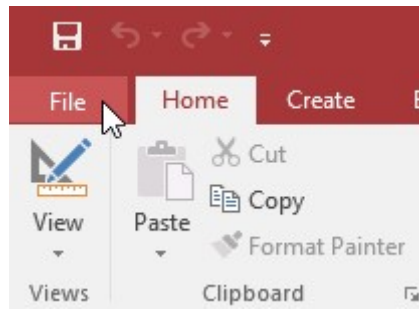 File Home Create
Cut
Copy
View Paste
Format Painter
Views Clipboard